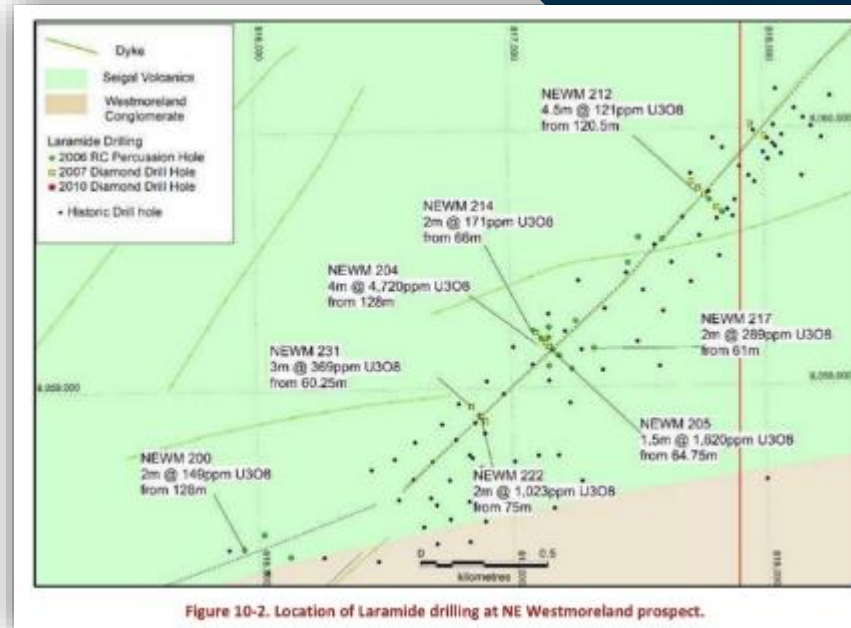 Dyke
Seigal Volcanics
Westmoreland
Conglomerate
Laramide Drilling
2006 RC Percussion Hole
2007 Diamond Drill Hole
2010 Diamond Drill Hole
Historic Drill hole
NEWM 212
4.5m @ 121ppm U3O8
from 120.5m
NEWM 214
2m @ 171ppm U3O8
from 66m
NEWM 204
4m @ 4,720ppm U3O8
from 128m
NEWM 217
2m @ 289ppm U3O8
from 61m
NEWM 231
3m @ 369ppm U3O8
from 60.25m
NEWM 205
1.5m @ 1,620ppm U3O8
from 64.75m
NEWM 200
2m @ 149ppm U3O8
from 128m
NEWM 222
2m @ 1,023ppm U3O8
from 75m
0
0.5
kilometres
Figure 10-2. Location of Laramide drilling at NE Westmoreland prospect.